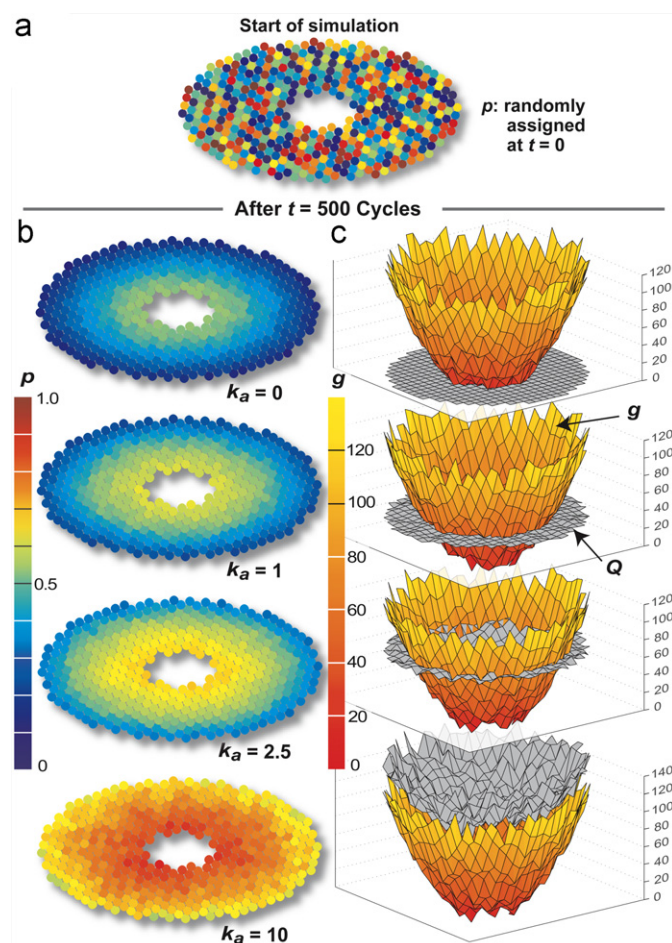 a
Start of simulation
p: randomly
assigned
at t = 0
After t = 500 Cycles
b
c
120
100
80
60
40
20
0
k_a = 0
p
1.0
0.5
0
g
100
80
60
40
20
0
120
g
120
100
80
60
40
20
0
Q
k_a = 1
120
100
80
60
40
20
0
k_a = 2.5
140
120
100
80
60
40
20
0
k_a = 10